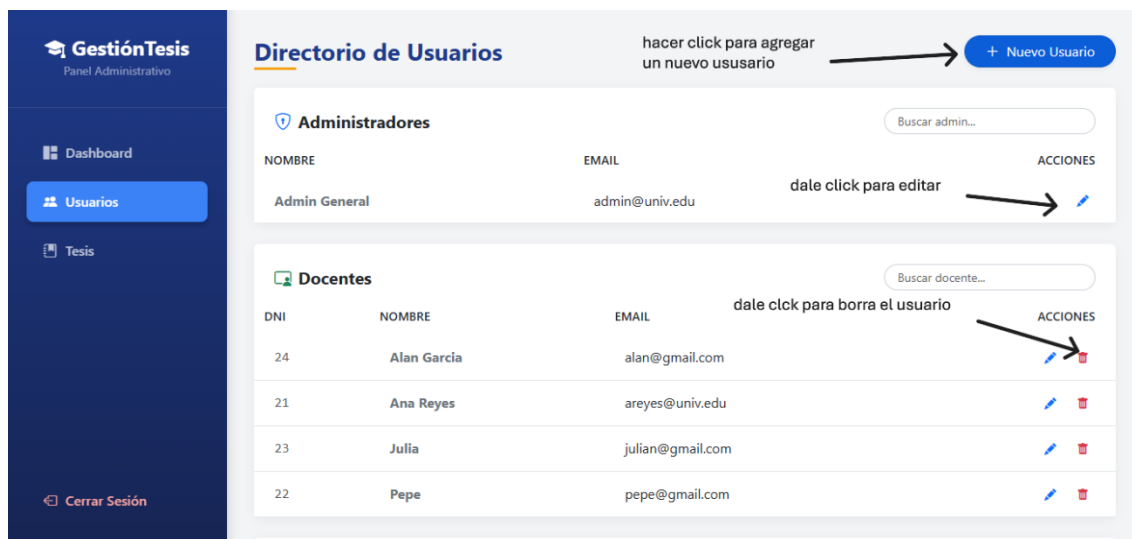 GestiónTesis
Panel Administrativo
Dashboard
Usuarios
Tesis
Cerrar Sesión
Directorio de Usuarios
hacer click para agregar
un nuevo ususario
+ Nuevo Usuario
Administradores
Buscar admin...
NOMBRE EMAIL ACCIONES
Admin General admin@univ.edu
dale click para editar
Docentes
Buscar docente...
dale clck para borra el usuario
DNI NOMBRE EMAIL ACCIONES
24 Alan Garcia alan@gmail.com
21 Ana Reyes areyes@univ.edu
23 Julia julian@gmail.com
22 Pepe pepe@gmail.com